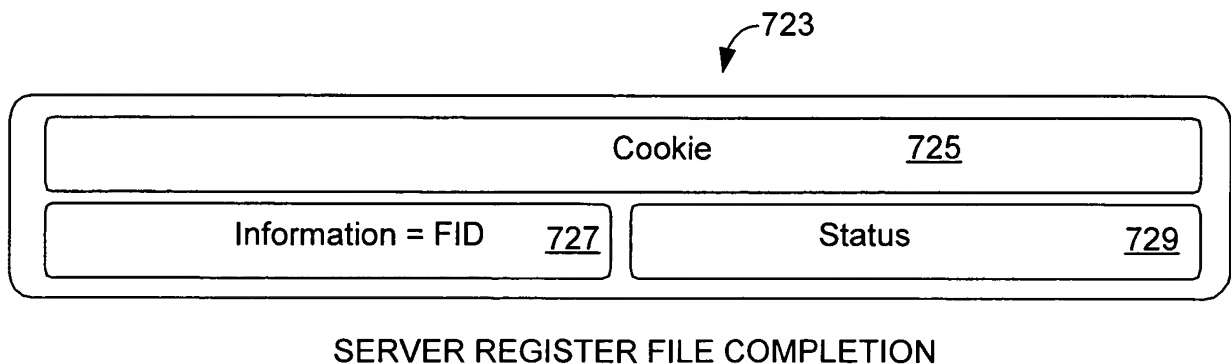 723
Cookie 725
Information = FID 727 Status 729
SERVER REGISTER FILE COMPLETION